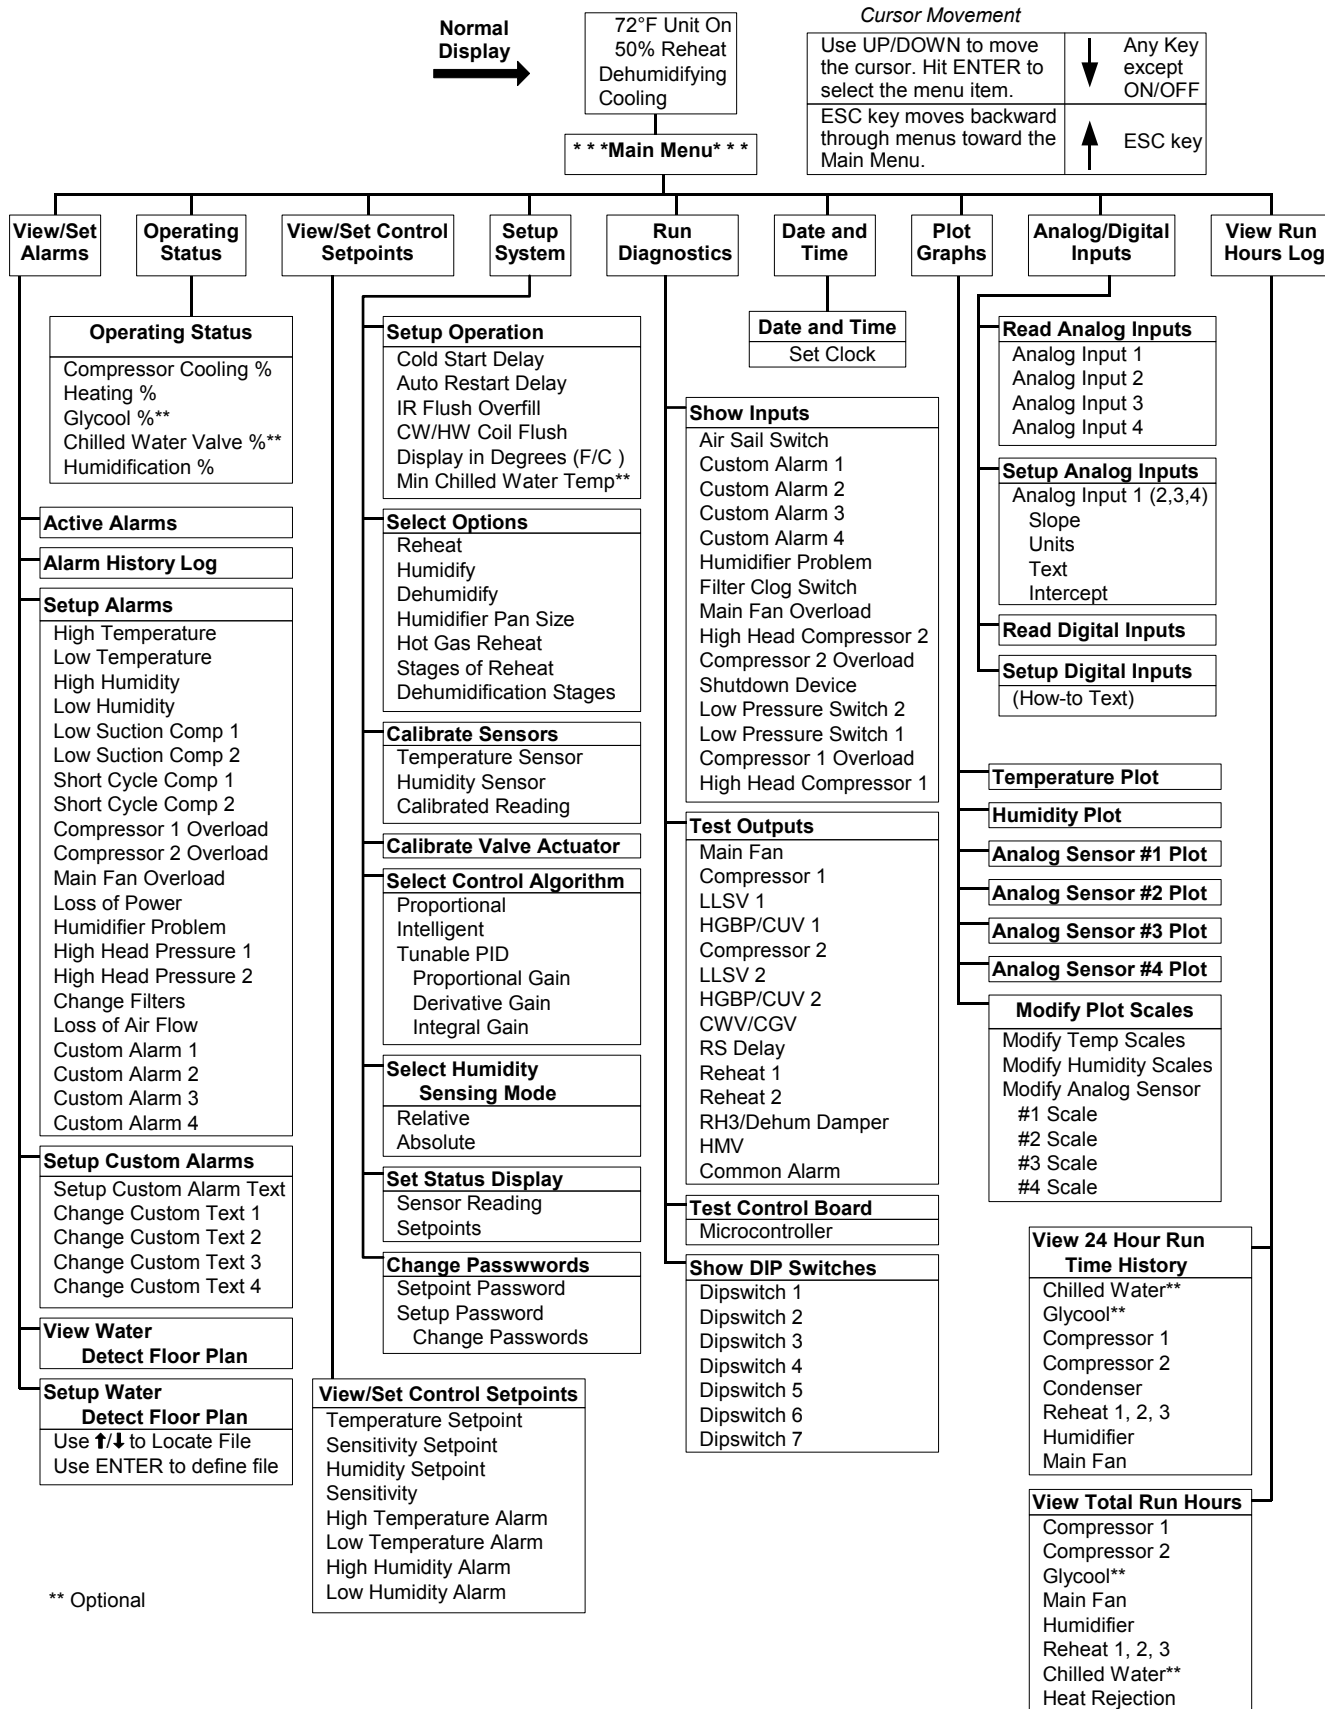 Normal
Display
72°F Unit On
50% Reheat
Dehumidifying
Cooling
Cursor Movement
Use UP/DOWN to move
the cursor. Hit ENTER to
select the menu item.
Any Key
except
ON/OFF
ESC key moves backward
through menus toward the
Main Menu.
ESC key
* * *Main Menu* * *
View/Set
Alarms
Operating
Status
View/Set Control
Setpoints
Setup
System
Run
Diagnostics
Date and
Time
Plot
Graphs
Analog/Digital
Inputs
View Run
Hours Log
Operating Status
Compressor Cooling %
Heating %
Glycool %**
Chilled Water Valve %**
Humidification %
Active Alarms
Alarm History Log
Setup Alarms
High Temperature
Low Temperature
High Humidity
Low Humidity
Low Suction Comp 1
Low Suction Comp 2
Short Cycle Comp 1
Short Cycle Comp 2
Compressor 1 Overload
Compressor 2 Overload
Main Fan Overload
Loss of Power
Humidifier Problem
High Head Pressure 1
High Head Pressure 2
Change Filters
Loss of Air Flow
Custom Alarm 1
Custom Alarm 2
Custom Alarm 3
Custom Alarm 4
Setup Custom Alarms
Setup Custom Alarm Text
Change Custom Text 1
Change Custom Text 2
Change Custom Text 3
Change Custom Text 4
View Water
Detect Floor Plan
Setup Water
Detect Floor Plan
Use ⬆/⬇ to Locate File
Use ENTER to define file
** Optional
Setup Operation
Cold Start Delay
Auto Restart Delay
IR Flush Overfill
CW/HW Coil Flush
Display in Degrees (F/C )
Min Chilled Water Temp**
Select Options
Reheat
Humidify
Dehumidify
Humidifier Pan Size
Hot Gas Reheat
Stages of Reheat
Dehumidification Stages
Calibrate Sensors
Temperature Sensor
Humidity Sensor
Calibrated Reading
Calibrate Valve Actuator
Select Control Algorithm
Proportional
Intelligent
Tunable PID
Proportional Gain
Derivative Gain
Integral Gain
Select Humidity
Sensing Mode
Relative
Absolute
Set Status Display
Sensor Reading
Setpoints
Change Passwwords
Setpoint Password
Setup Password
Change Passwords
View/Set Control Setpoints
Temperature Setpoint
Sensitivity Setpoint
Humidity Setpoint
Sensitivity
High Temperature Alarm
Low Temperature Alarm
High Humidity Alarm
Low Humidity Alarm
Date and Time
Set Clock
Show Inputs
Air Sail Switch
Custom Alarm 1
Custom Alarm 2
Custom Alarm 3
Custom Alarm 4
Humidifier Problem
Filter Clog Switch
Main Fan Overload
High Head Compressor 2
Compressor 2 Overload
Shutdown Device
Low Pressure Switch 2
Low Pressure Switch 1
Compressor 1 Overload
High Head Compressor 1
Test Outputs
Main Fan
Compressor 1
LLSV 1
HGBP/CUV 1
Compressor 2
LLSV 2
HGBP/CUV 2
CWV/CGV
RS Delay
Reheat 1
Reheat 2
RH3/Dehum Damper
HMV
Common Alarm
Test Control Board
Microcontroller
Show DIP Switches
Dipswitch 1
Dipswitch 2
Dipswitch 3
Dipswitch 4
Dipswitch 5
Dipswitch 6
Dipswitch 7
Read Analog Inputs
Analog Input 1
Analog Input 2
Analog Input 3
Analog Input 4
Setup Analog Inputs
Analog Input 1 (2,3,4)
Slope
Units
Text
Intercept
Read Digital Inputs
Setup Digital Inputs
(How-to Text)
Temperature Plot
Humidity Plot
Analog Sensor #1 Plot
Analog Sensor #2 Plot
Analog Sensor #3 Plot
Analog Sensor #4 Plot
Modify Plot Scales
Modify Temp Scales
Modify Humidity Scales
Modify Analog Sensor
#1 Scale
#2 Scale
#3 Scale
#4 Scale
View 24 Hour Run
Time History
Chilled Water**
Glycool**
Compressor 1
Compressor 2
Condenser
Reheat 1, 2, 3
Humidifier
Main Fan
View Total Run Hours
Compressor 1
Compressor 2
Glycool**
Main Fan
Humidifier
Reheat 1, 2, 3
Chilled Water**
Heat Rejection